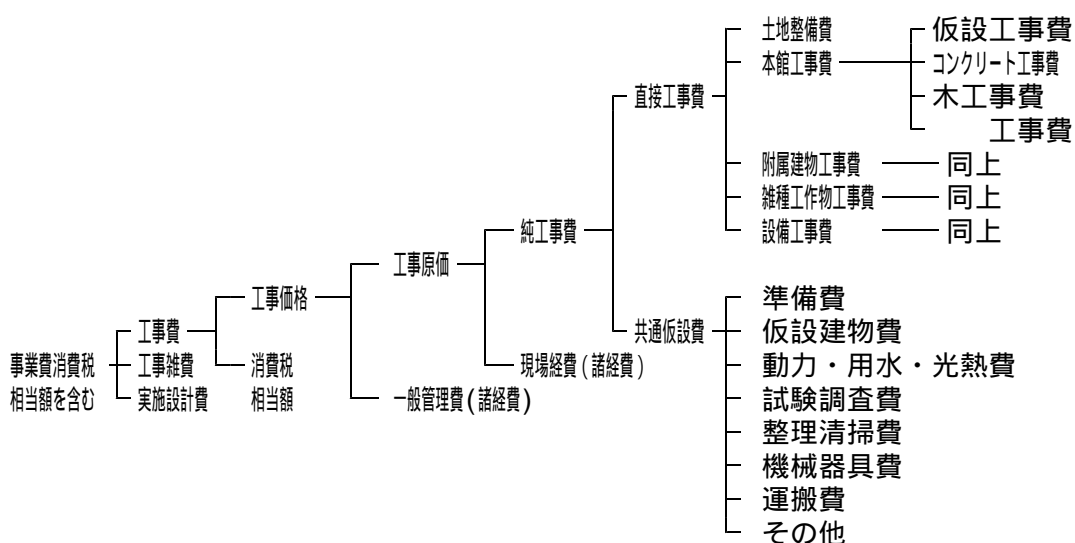 土地整備費
仮設工事費
本館工事費
コンクリート工事費
直接工事費
木工事費
工事費
附属建物工事費
同上
雑種工作物工事費
同上
設備工事費
同上
純工事費
工事原価
工事価格
準備費
工事費
共通仮設費
仮設建物費
事業費消費税
工事雑費
消費税
現場経費(諸経費)
動力・用水・光熱費
相当額を含む
実施設計費
相当額
一般管理費(諸経費)
試験調査費
整理清掃費
機械器具費
運搬費
その他